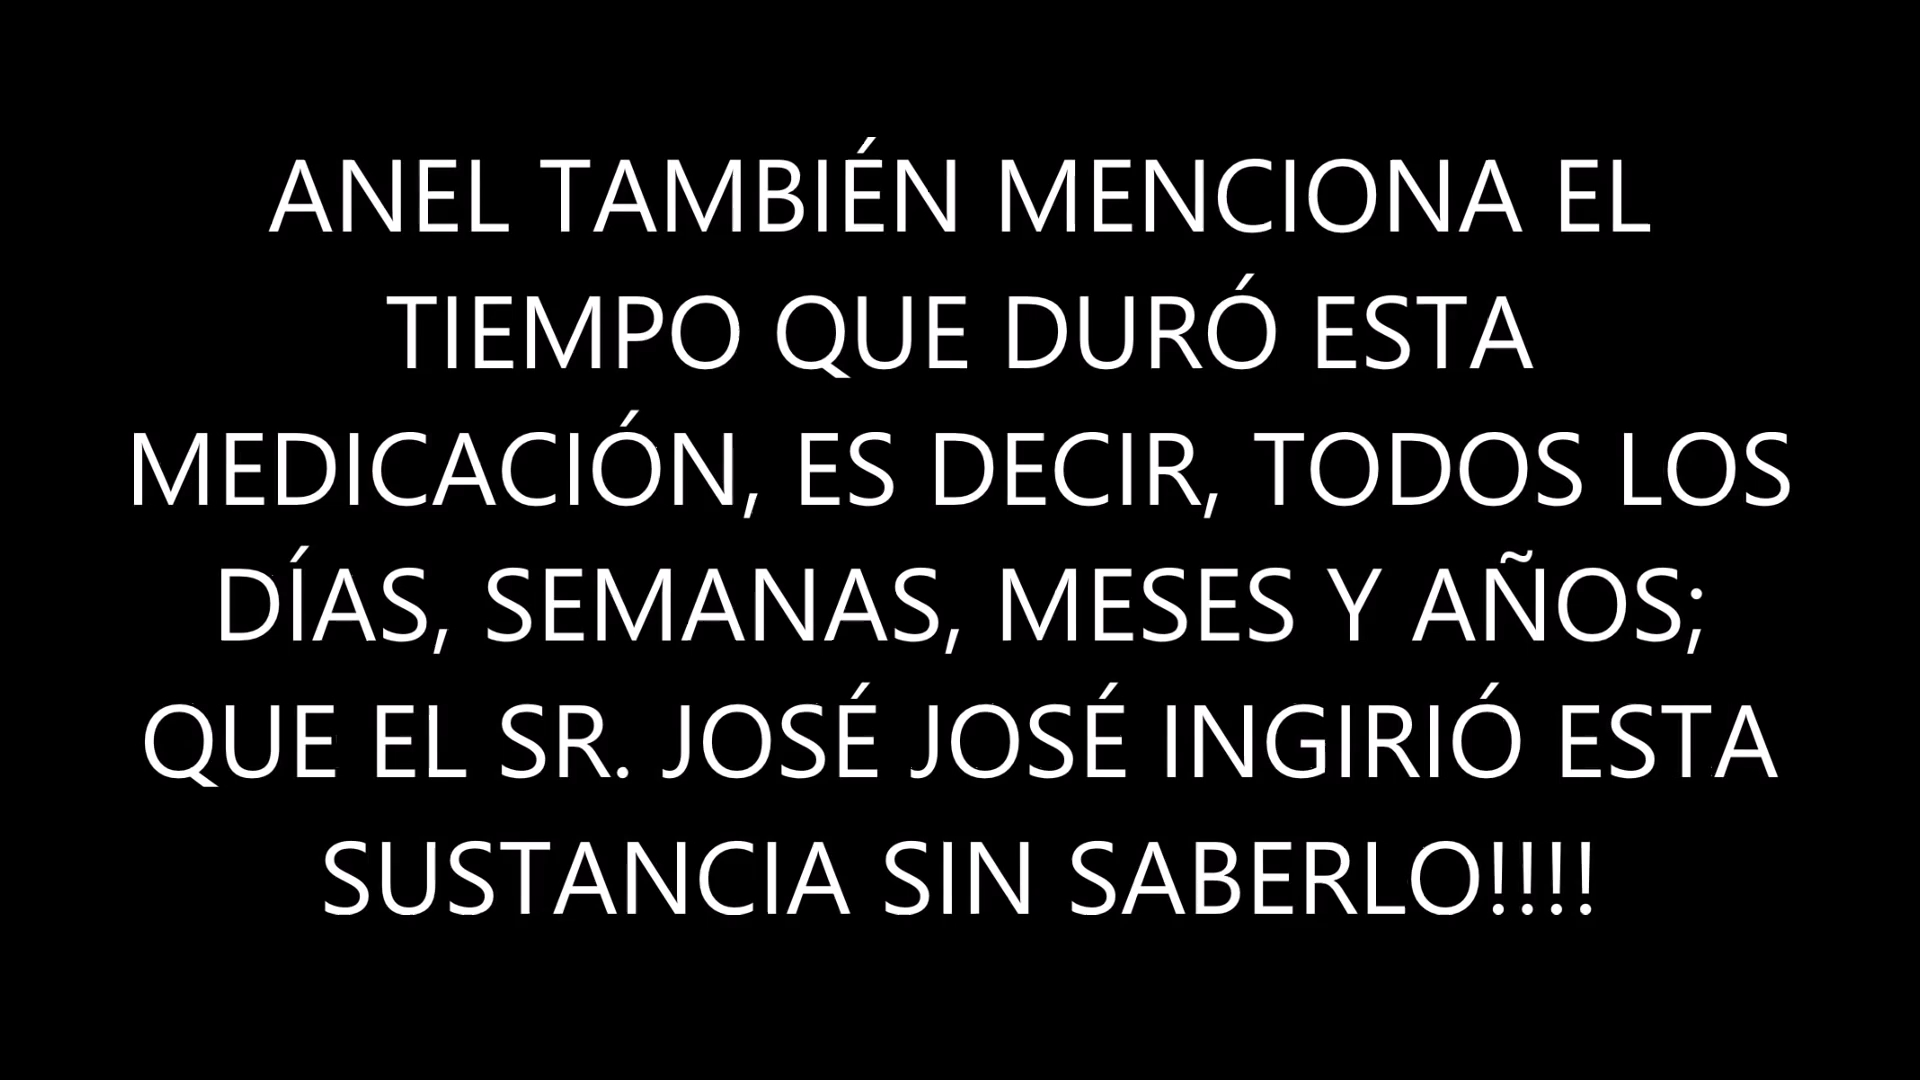 ANEL TAMBIÉN MENCIONA EL
TIEMPO QUE DURÓ ESTA
MEDICACIÓN, ES DECIR, TODOS LOS
DÍAS, SEMANAS, MESES Y AÑOS;
QUE EL SR. JOSÉ JOSÉ INGIRIÓ ESTA
SUSTANCIA SIN SABERLO!!!!